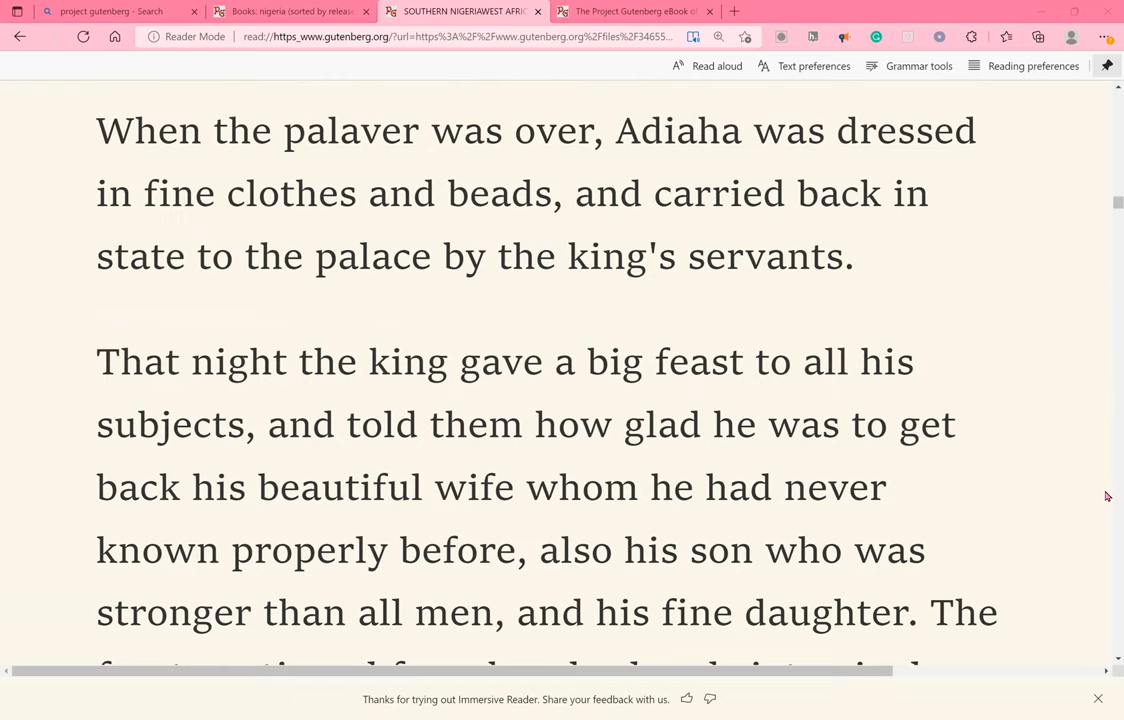 project gutenberg - Search
Books: nigeria (sorted by releas
SOUTHERN NIGERIAWEST AFRI
The Project Gutenberg eBook of
Reader Mode
read://https_www.gutenberg.org/?url=https%3A%2F%2Fwww.gutenberg.org%2Ffiles%2F34655...
Read aloud
Text preferences
Grammar tools
Reading preferences
When the palaver was over, Adiaha was dressed
in fine clothes and beads, and carried back in
state to the palace by the king's servants.
That night the king gave a big feast to all his
subjects, and told them how glad he was to get
back his beautiful wife whom he had never
known properly before, also his son who was
stronger than all men, and his fine daughter. The
Thanks for trying out Immersive Reader. Share your feedback with us.